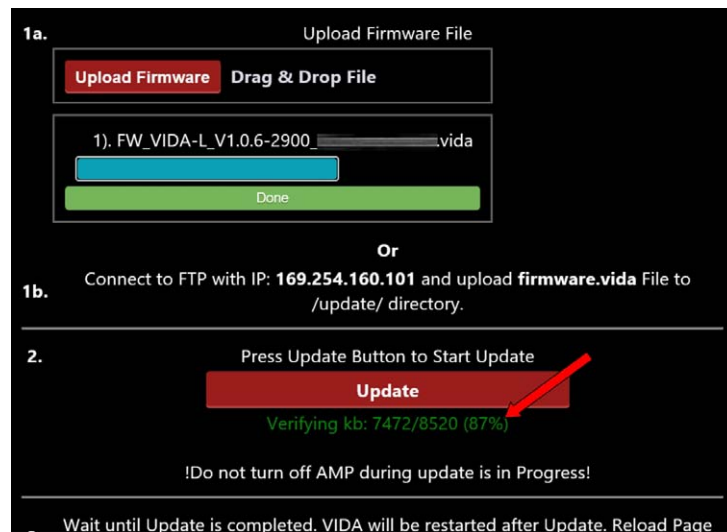 1a. Upload Firmware File
Upload Firmware Drag & Drop File
1). FW_VIDA-L_V1.0.6-2900_ .vida
Done
Or
Connect to FTP with IP: 169.254.160.101 and upload firmware.vida File to
1b. /update/ directory.
2. Press Update Button to Start Update
Update
Verifying kb: 7472/8520 (87%)
!Do not turn off AMP during update is in Progress!
Wait until Update is completed. VIDA will be restarted after Update. Reload Page